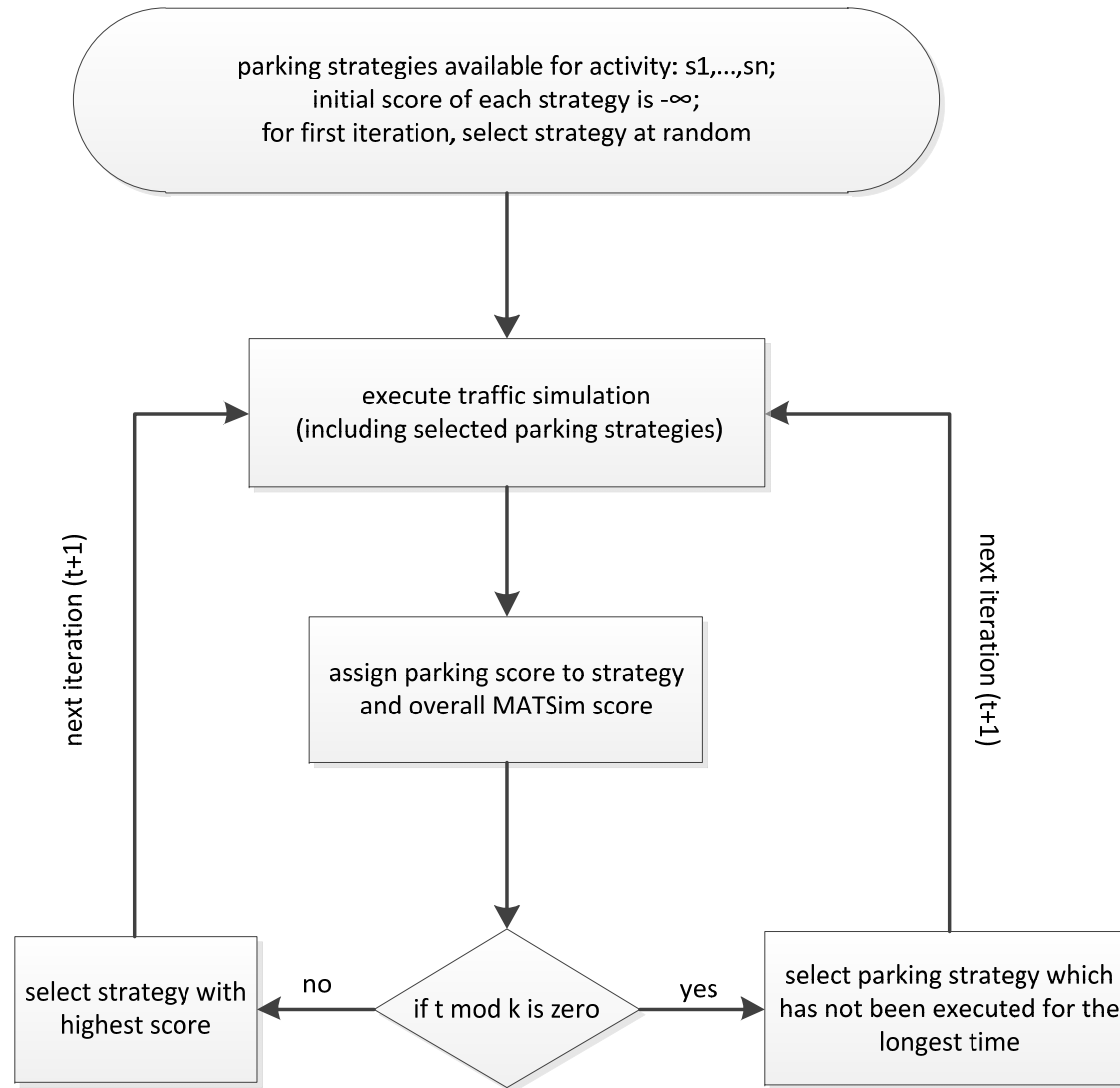 parking strategies available for activity: s1,...,sn;
initial score of each strategy is -∞;
for first iteration, select strategy at random
execute traffic simulation
(including selected parking strategies)
next iteration (t+1)
next iteration (t+1)
assign parking score to strategy
and overall MATSim score
select strategy with
highest score
no
if t mod k is zero
yes
select parking strategy which
has not been executed for the
longest time